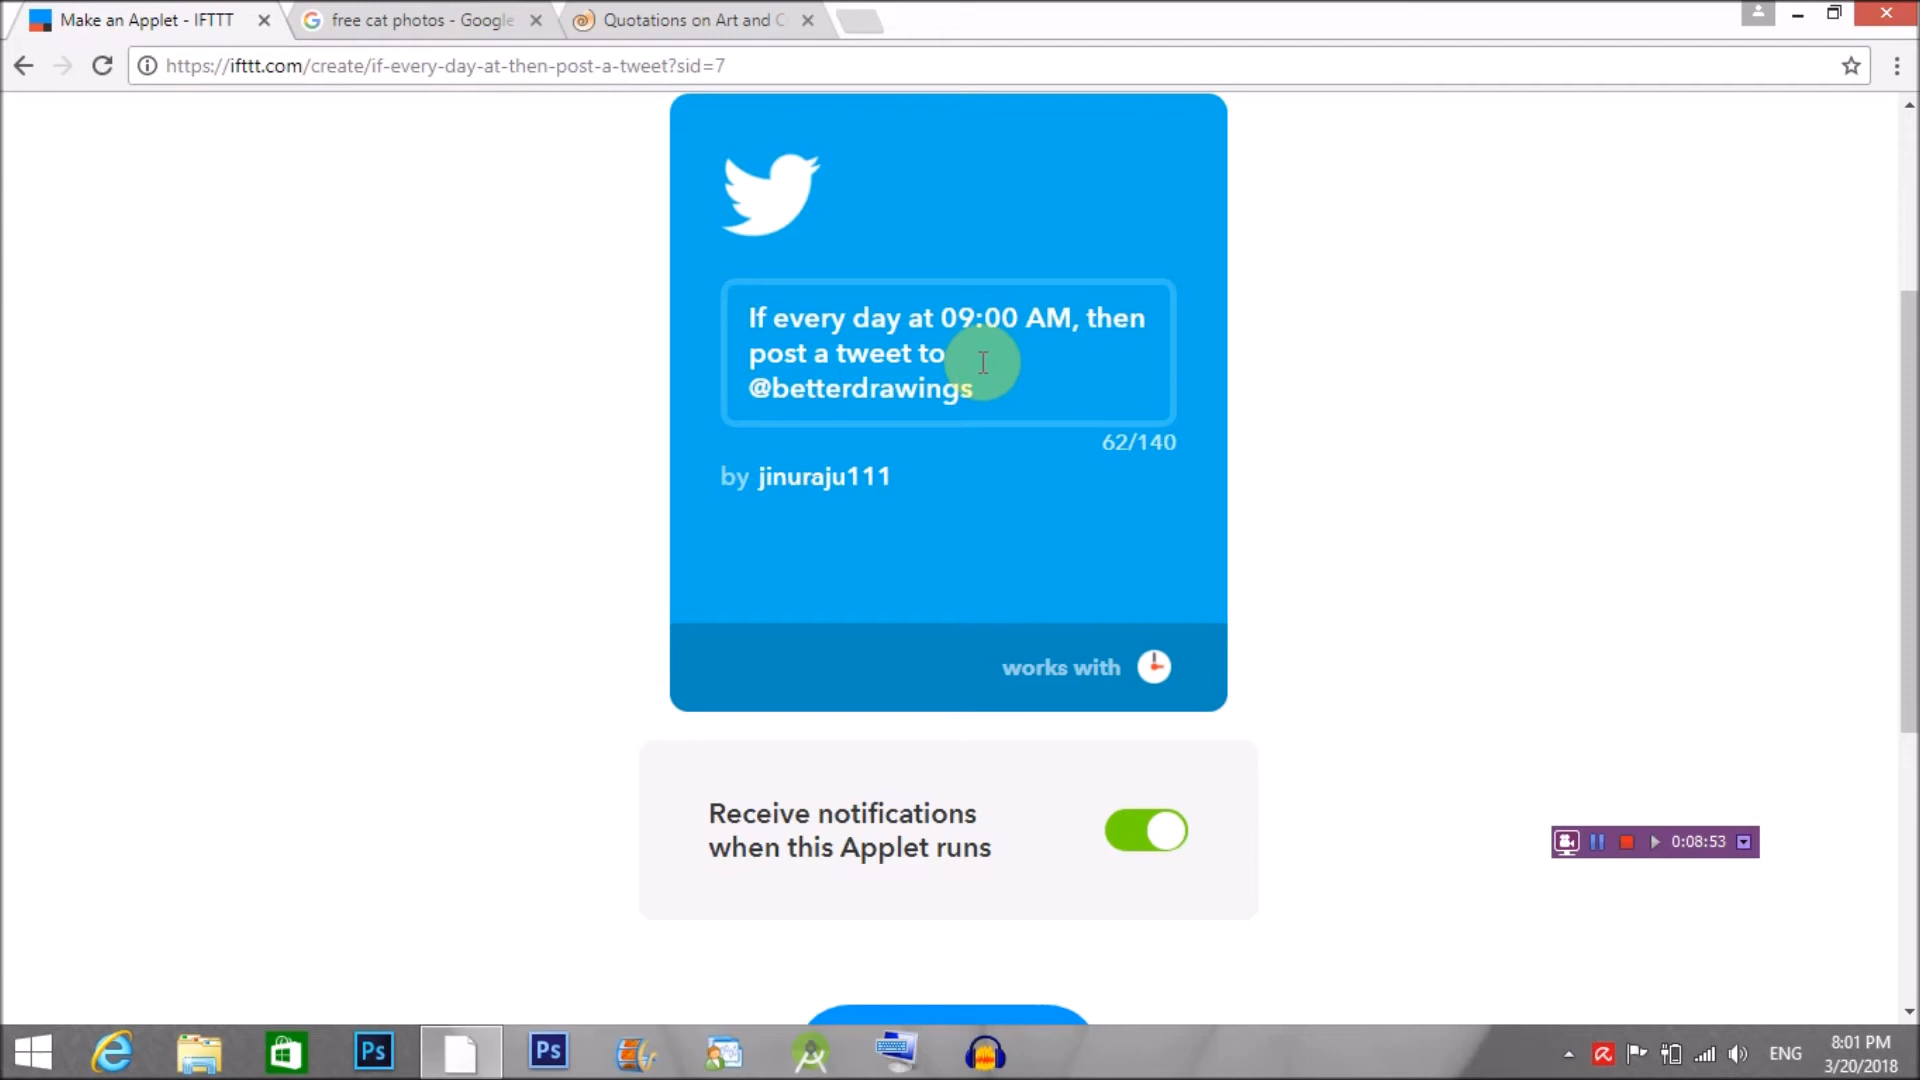 Make an Applet - IFTTT
free cat photos - Google
Quotations on Art and C
https://ifttt.com/create/if-every-day-at-then-post-a-tweet?sid=7
If every day at 09:00 AM, then
post a tweet to
@betterdrawings
62/140
by jinuraju111
works with
Receive notifications
when this Applet runs
0:08:53
Ps
Ps
ENG
8:01 PM
3/20/2018